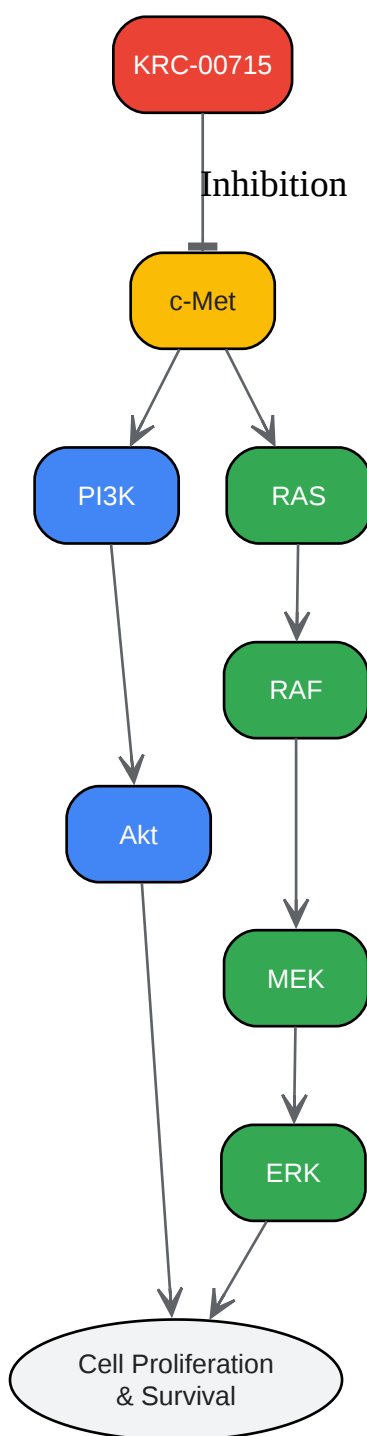 KRC-00715
Inhibition
c-Met
PI3K
RAS
RAF
Akt
MEK
ERK
Cell Proliferation
& Survival